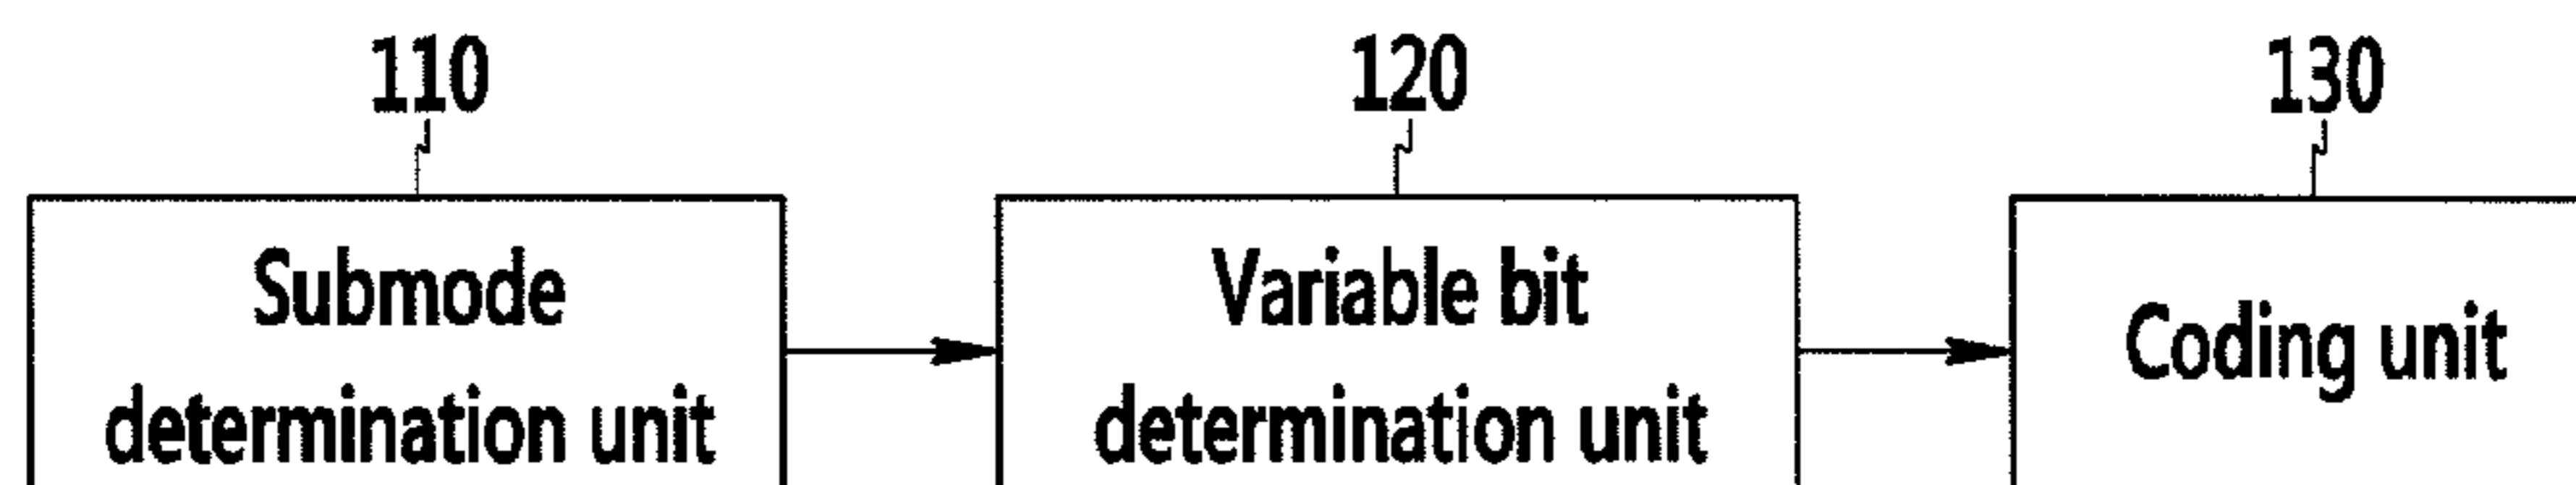 110
120
130
Submode
determination unit
Variable bit
determination unit
Coding unit